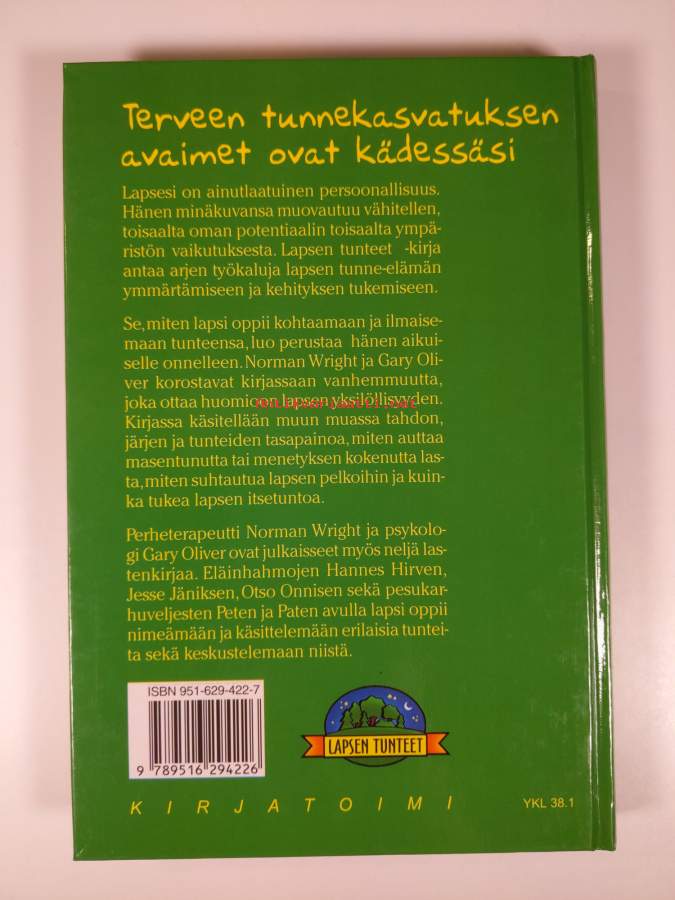 Terveen tunnekasvatuksen
avaimet ovat kädessäsi
Lapsesi on ainutlaatuinen persoonallisuus.
Hänen minäkuvansa muovautuu vähitellen,
toisaalta oman potentiaalin toisaalta ympä-
ristön vaikutuksesta. Lapsen tunteet -kirja
antaa arjen työkaluja lapsen tunne-elämän
ymmärtämiseen ja kehityksen tukemiseen.
Se, miten lapsi oppii kohtaamaan ja ilmaise-
maan tunteensa, luo perustaa hänen aikui-
selle onnelleen. Norman Wright ja Gary Oli-
ver korostavat kirjassaan vanhemmuutta,
joka ottaa huomioon lapsen yksilöllisyyden.
Kirjassa käsitellään muun muassa tahdon,
järjen ja tunteiden tasapainoa, miten auttaa
masentunutta tai menetyksen kokenutta las-
ta, miten suhtautua lapsen pelkoihin ja kuin-
ka tukea lapsen itsetuntoa.
Perheterapeutti Norman Wright ja psykolo-
gi Gary Oliver ovat julkaisseet myös neljä las-
tenkirjaa. Eläinhahmojen Hannes Hirven,
Jesse Jäniksen, Otso Onnisen sekä pesukar-
huveljesten Peten ja Paten avulla lapsi oppii
nimeämään ja käsittelemään erilaisia tuntei-
ta sekä keskustelemaan niistä.
ISBN 951-629-422-7
9 789516 294226
LAPSEN TUNTEET
KIRJATOIMI
YKL 38.1